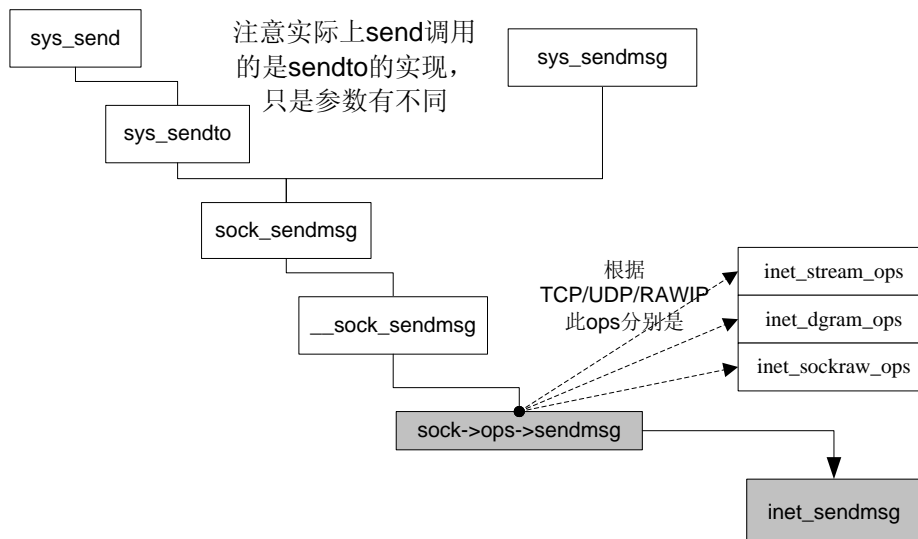 sys_send
注意实际上send调用
的是sendto的实现，
只是参数有不同
sys_sendmsg
sys_sendto
sock_sendmsg
根据
TCP/UDP/RAWIP
此ops分别是
inet_stream_ops
inet_dgram_ops
inet_sockraw_ops
__sock_sendmsg
sock->ops->sendmsg
inet_sendmsg